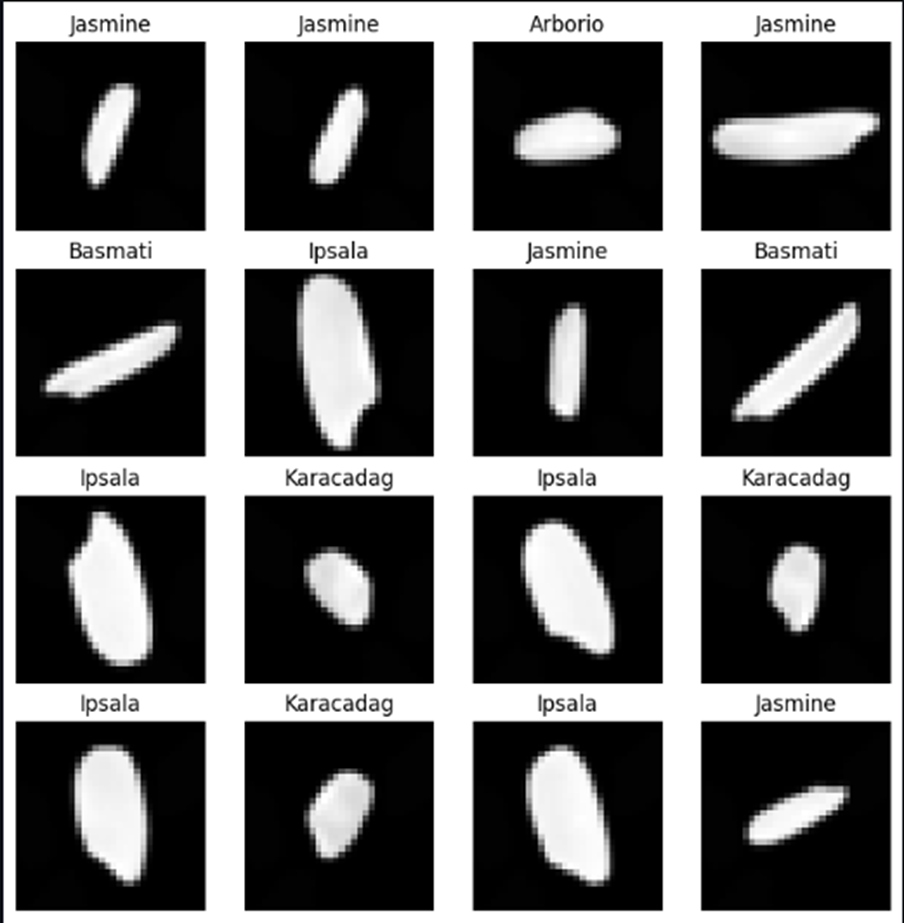 Jasmine Jasmine Arborio Jasmine
Basmati Ipsala Jasmine Basmati
Ipsala Karacadag Ipsala Karacadag
Ipsala Karacadag Ipsala Jasmine